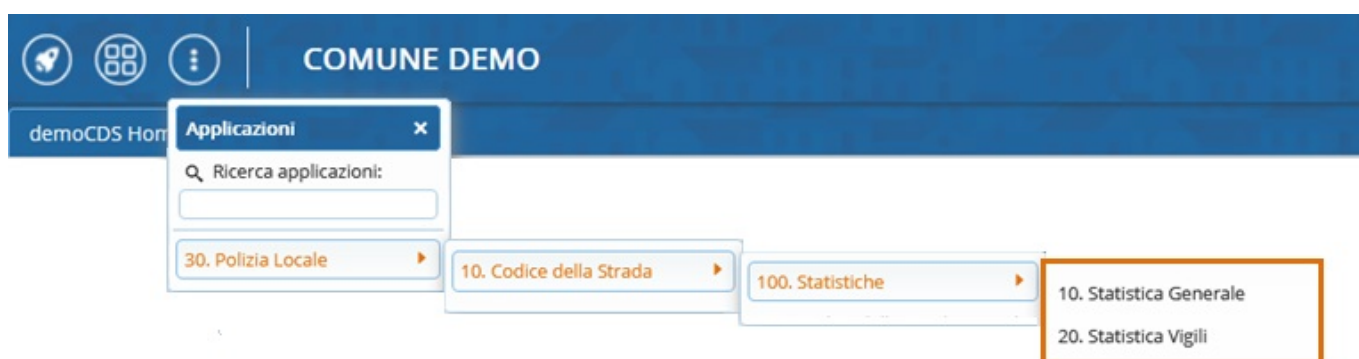 COMUNE DEMO
demoCDS Hom
Applicazioni
Ricerca applicazioni:
30. Polizia Locale
10. Codice della Strada
100. Statistiche
10. Statistica Generale
20. Statistica Vigili